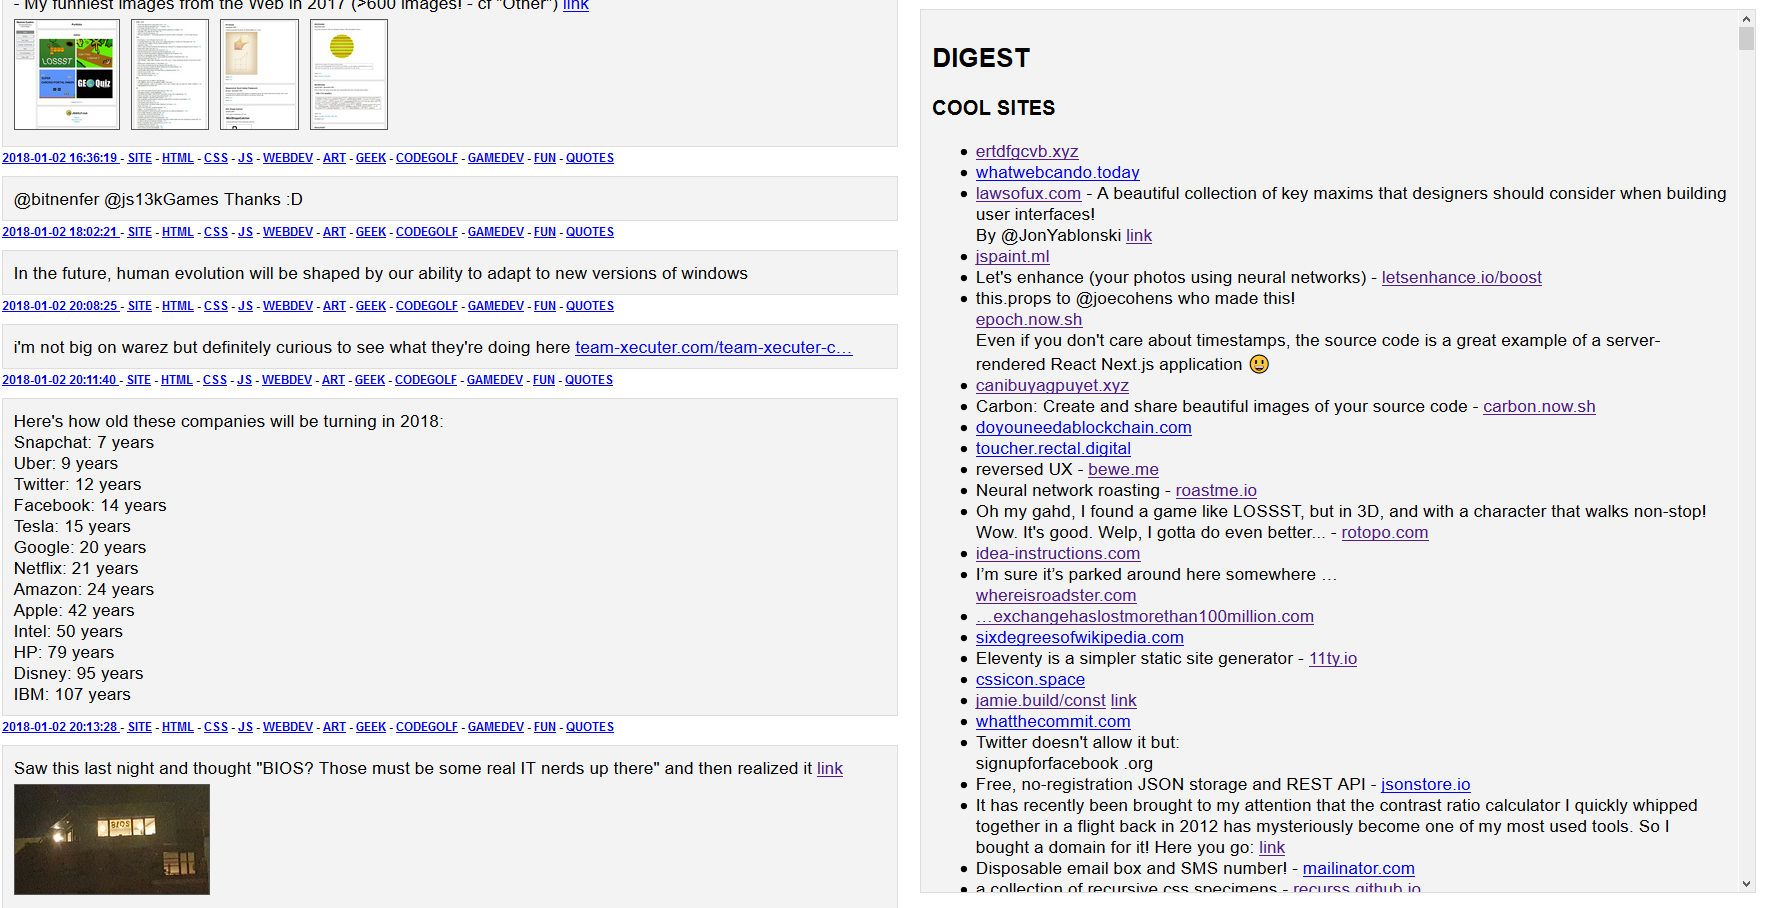 - My funniest images from the Web in 2017 (>600 images! - cf "Other") link
LOSSST
GEO Quiz
2018-01-02 16:36:19 - SITE - HTML - CSS - JS - WEBDEV - ART - GEEK - CODEGOLF - GAMEDEV - FUN - QUOTES
@bitnenfer @js13kGames Thanks :D
2018-01-02 18:02:21 - SITE - HTML - CSS - JS - WEBDEV - ART - GEEK - CODEGOLF - GAMEDEV - FUN - QUOTES
In the future, human evolution will be shaped by our ability to adapt to new versions of windows
2018-01-02 20:08:25 - SITE - HTML - CSS - JS - WEBDEV - ART - GEEK - CODEGOLF - GAMEDEV - FUN - QUOTES
i'm not big on warez but definitely curious to see what they're doing here team-xecuter.com/team-xecuter-c…
2018-01-02 20:11:40 - SITE - HTML - CSS - JS - WEBDEV - ART - GEEK - CODEGOLF - GAMEDEV - FUN - QUOTES
Here's how old these companies will be turning in 2018:
Snapchat: 7 years
Uber: 9 years
Twitter: 12 years
Facebook: 14 years
Tesla: 15 years
Google: 20 years
Netflix: 21 years
Amazon: 24 years
Apple: 42 years
Intel: 50 years
HP: 79 years
Disney: 95 years
IBM: 107 years
2018-01-02 20:13:28 - SITE - HTML - CSS - JS - WEBDEV - ART - GEEK - CODEGOLF - GAMEDEV - FUN - QUOTES
Saw this last night and thought "BIOS? Those must be some real IT nerds up there" and then realized it link
BIOS
DIGEST
COOL SITES
ertdfgcvb.xyz
whatwebcando.today
lawsofux.com - A beautiful collection of key maxims that designers should consider when building
user interfaces!
By @JonYablonski link
jspaint.ml
Let's enhance (your photos using neural networks) - letsenhance.io/boost
this.props to @joecohens who made this!
epoch.now.sh
Even if you don't care about timestamps, the source code is a great example of a server-
rendered React Next.js application 😃
canibuyagpuyet.xyz
Carbon: Create and share beautiful images of your source code - carbon.now.sh
doyouneedablockchain.com
toucher.rectal.digital
reversed UX - bewe.me
Neural network roasting - roastme.io
Oh my gahd, I found a game like LOSSST, but in 3D, and with a character that walks non-stop!
Wow. It's good. Welp, I gotta do even better... - rotopo.com
idea-instructions.com
I’m sure it’s parked around here somewhere …
whereisroadster.com
…exchangehaslostmorethan100million.com
sixdegreesofwikipedia.com
Eleventy is a simpler static site generator - 11ty.io
cssicon.space
jamie.build/const link
whatthecommit.com
Twitter doesn't allow it but:
signupforfacebook .org
Free, no-registration JSON storage and REST API - jsonstore.io
It has recently been brought to my attention that the contrast ratio calculator I quickly whipped
together in a flight back in 2012 has mysteriously become one of my most used tools. So I
bought a domain for it! Here you go: link
Disposable email box and SMS number! - mailinator.com
a collection of recursive css specimens - recurss.github.io